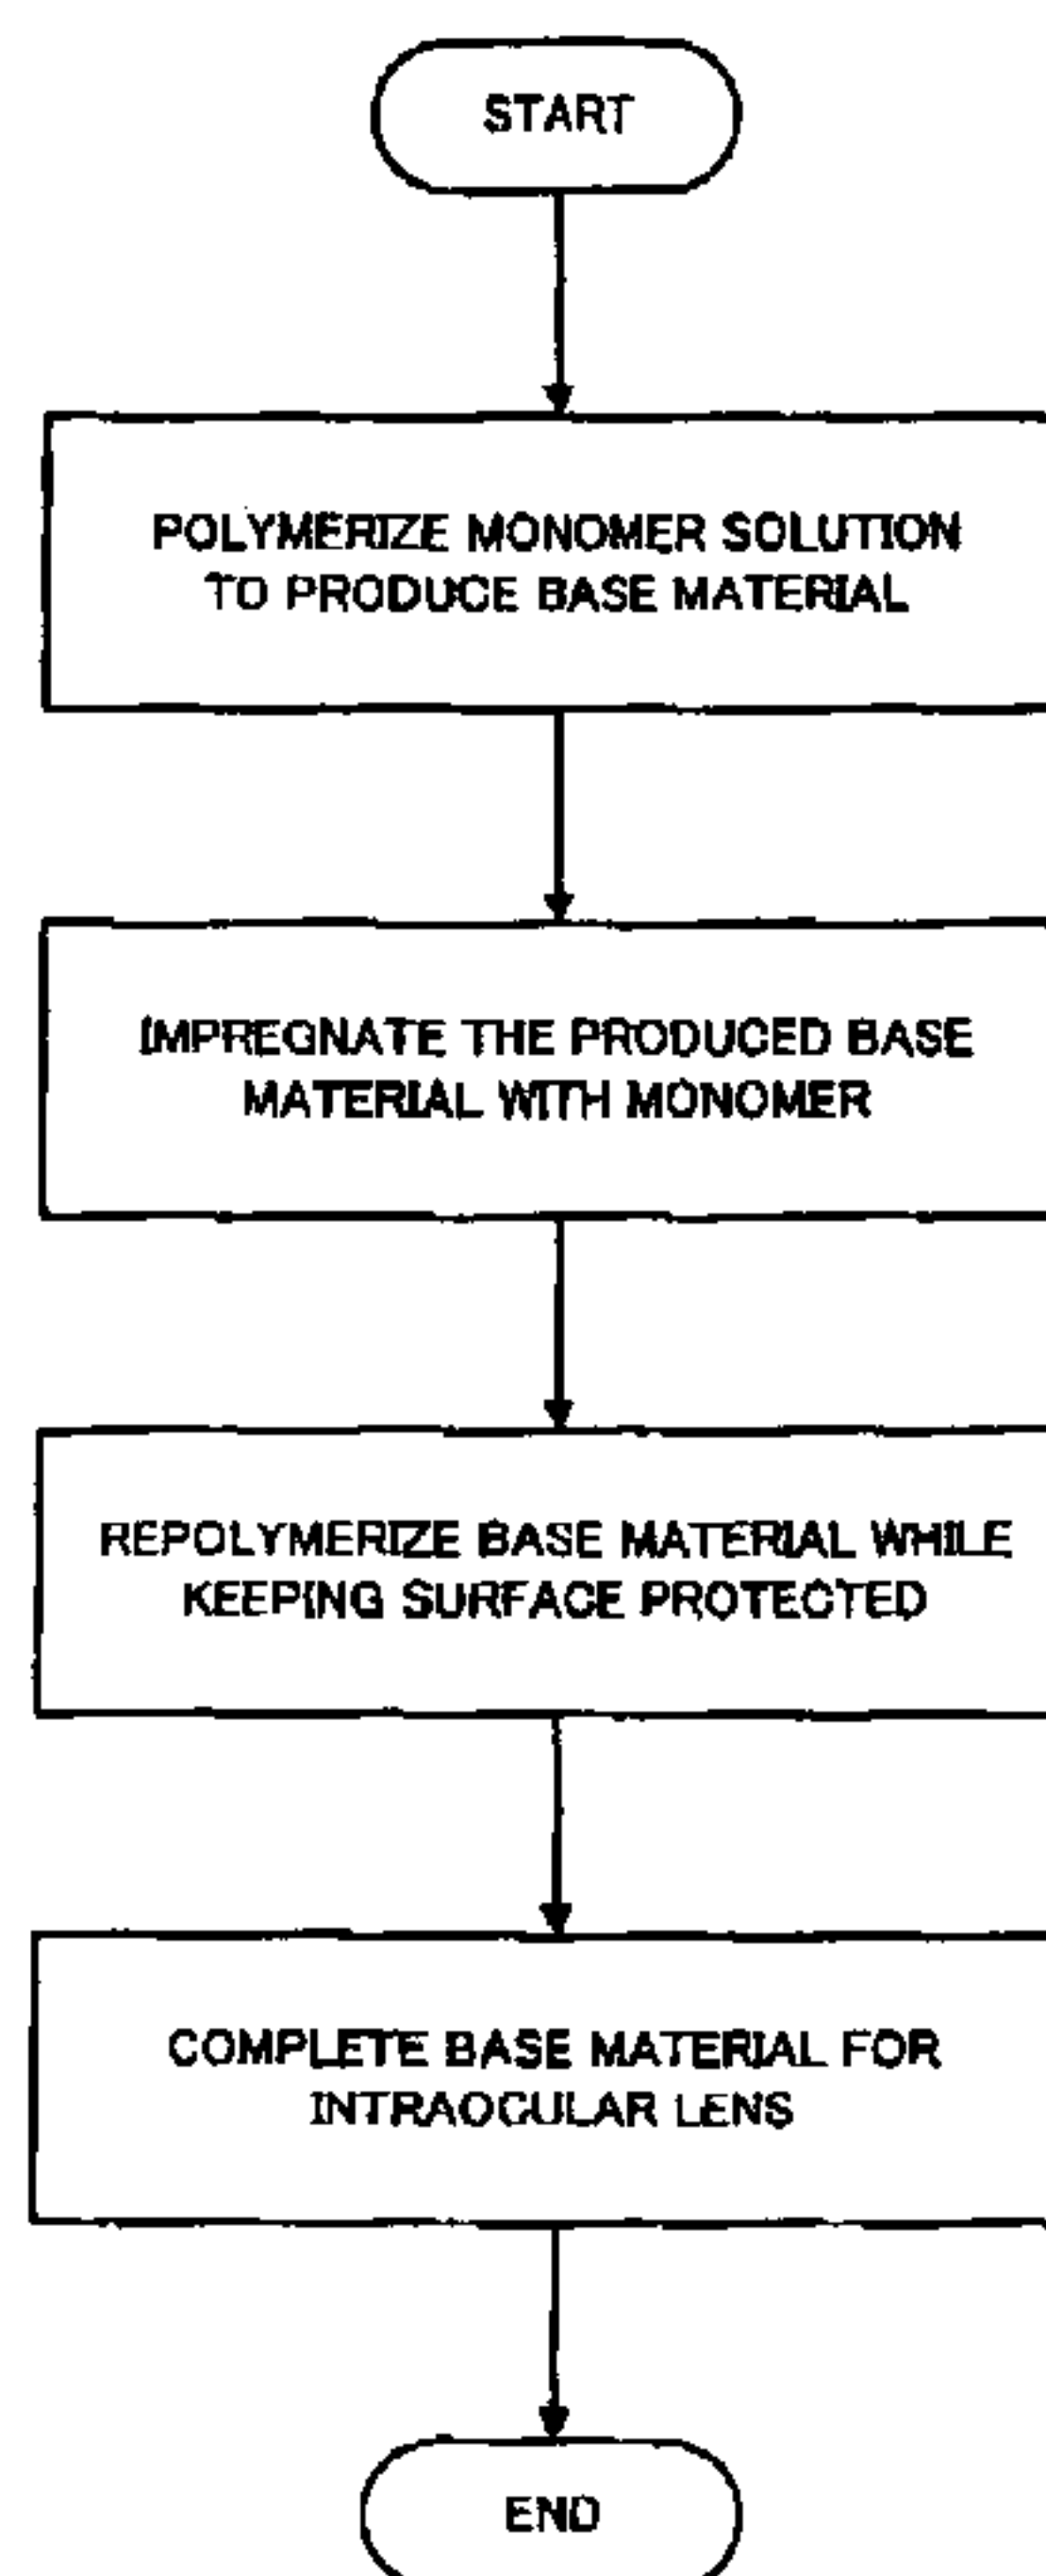 START
POLYMERIZE MONOMER SOLUTION
TO PRODUCE BASE MATERIAL
IMPREGNATE THE PRODUCED BASE
MATERIAL WITH MONOMER
REPOLYMERIZE BASE MATERIAL WHILE
KEEPING SURFACE PROTECTED
COMPLETE BASE MATERIAL FOR
INTRAOCULAR LENS
END